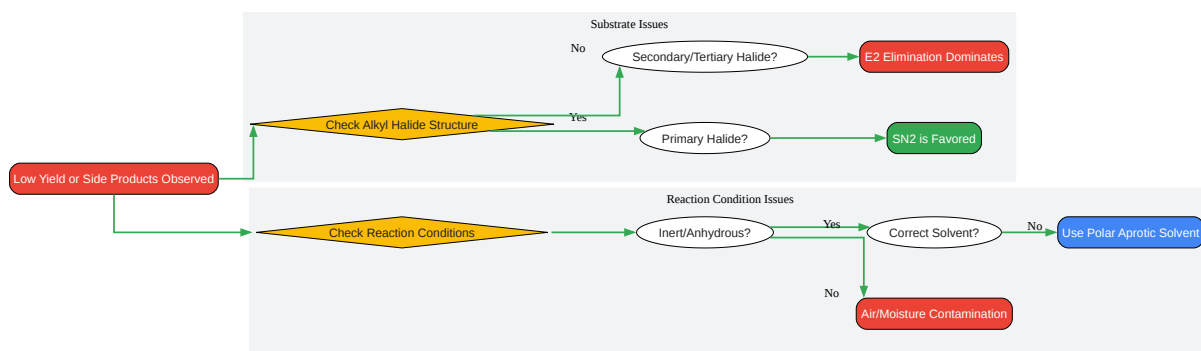 Substrate Issues
No
Secondary/Tertiary Halide?
E2 Elimination Dominates
Check Alkyl Halide Structure
Yes
Primary Halide?
SN2 is Favored
Low Yield or Side Products Observed
Reaction Condition Issues
Check Reaction Conditions
Inert/Anhydrous?
Yes
Correct Solvent?
No
Use Polar Aprotic Solvent
No
Air/Moisture Contamination